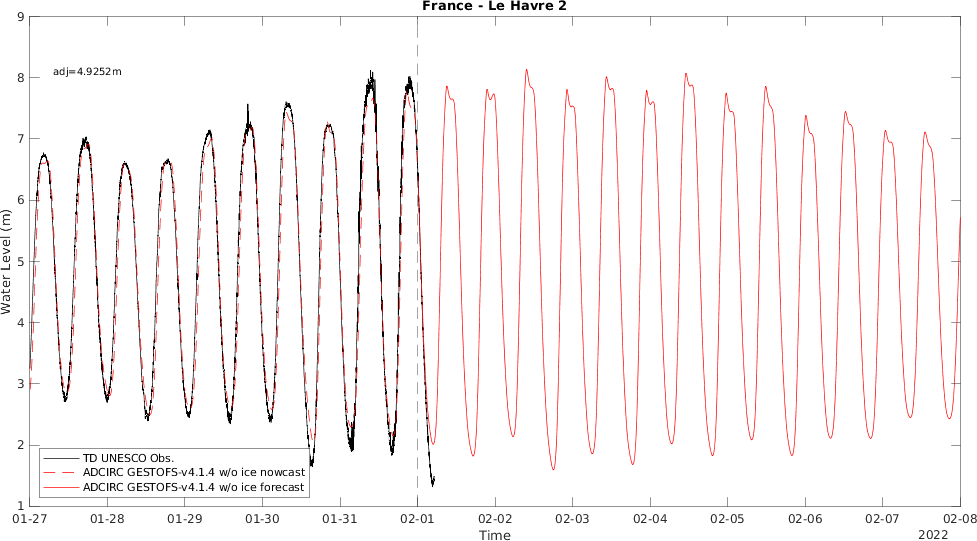 France - Le Havre 2
9
8
7
6
5
4
3
2
1
Water Level (m)
adj=4.9252m
TD UNESCO Obs.
ADCIRC GESTOFS-v4.1.4 w/o ice nowcast
ADCIRC GESTOFS-v4.1.4 w/o ice forecast
01-27 01-28 01-29 01-30 01-31 02-01 02-02 02-03 02-04 02-05 02-06 02-07 02-08
Time
2022